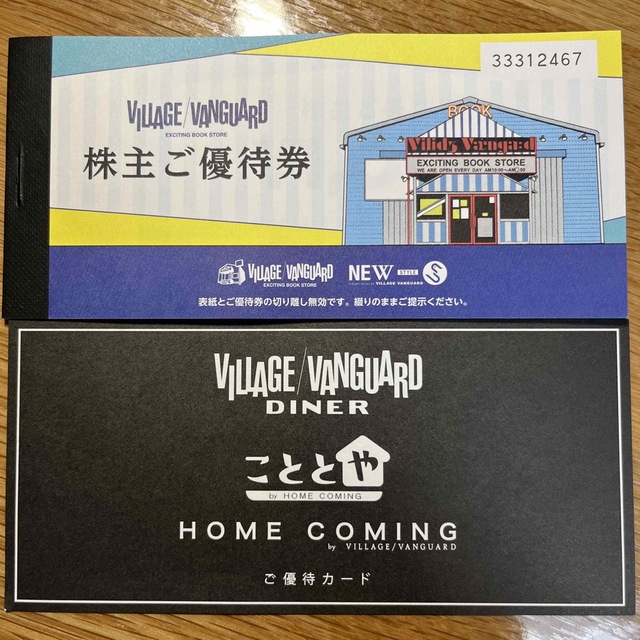 33312467
VILLAGE/VANGUARD
EXCITING BOOK STORE
株主ご優待券
BOOK
EXCITING BOOK STORE
VILLAGE/VANGUARD
EXCITING BOOK STORE
NEW STYLE
VILLAGE VANGUARD
表紙とご優待券の切り離し無効です。綴りのままご提示ください。
VILLAGE/VANGUARD
DINER
こととや
by HOME COMING
HOME COMING
by VILLAGE/VANGUARD
ご優待カード